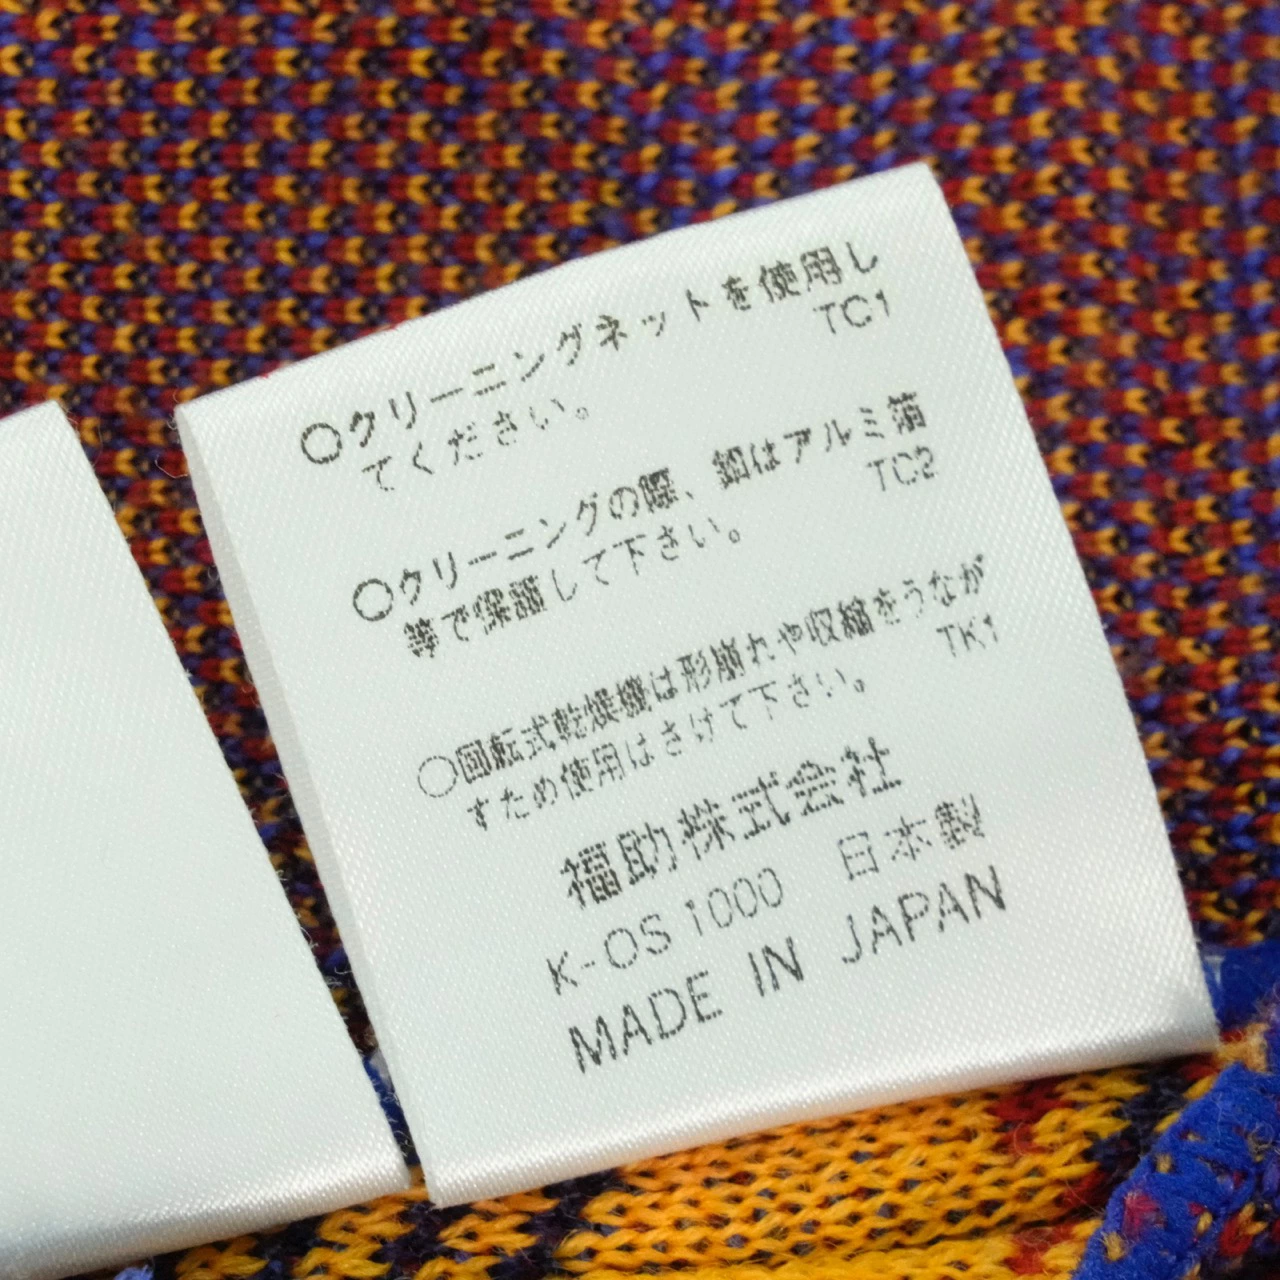 ○クリーニングネットを使用し
てください。 TC1
○クリーニングの際、釦はアルミ箔
等で保護して下さい。 TC2
○回転式乾燥機は形崩れや収縮をうなが
すため使用はさけて下さい。 TK1
福助株式会社
K-OS1000 日本製
MADE IN JAPAN